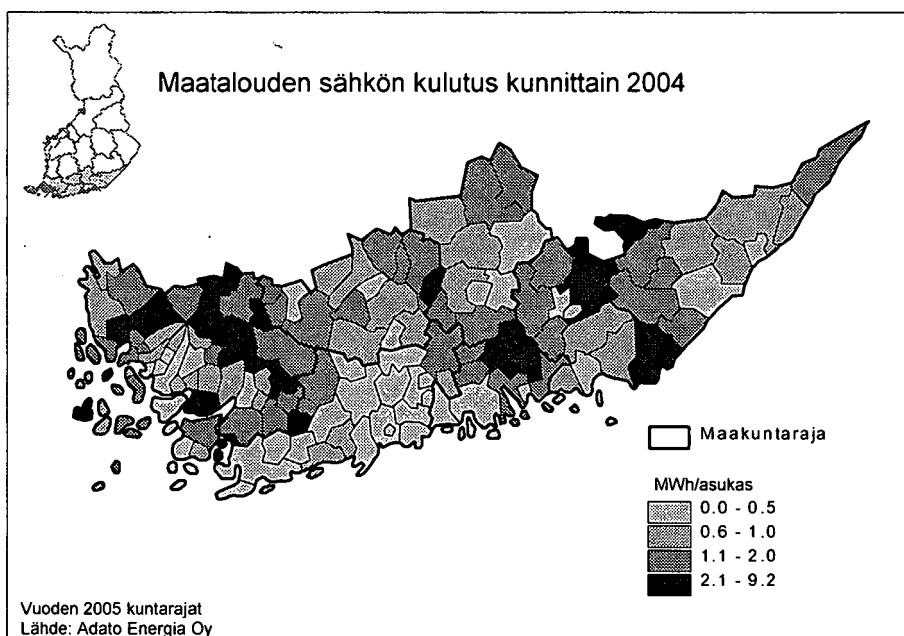 Maatalouden sähkön kulutus kunnittain 2004
Maakuntaraja
MWh/asukas
0.0 - 0.5
0.6 - 1.0
1.1 - 2.0
2.1 - 9.2
Vuoden 2005 kuntarajat
Lähde: Adato Energia Oy